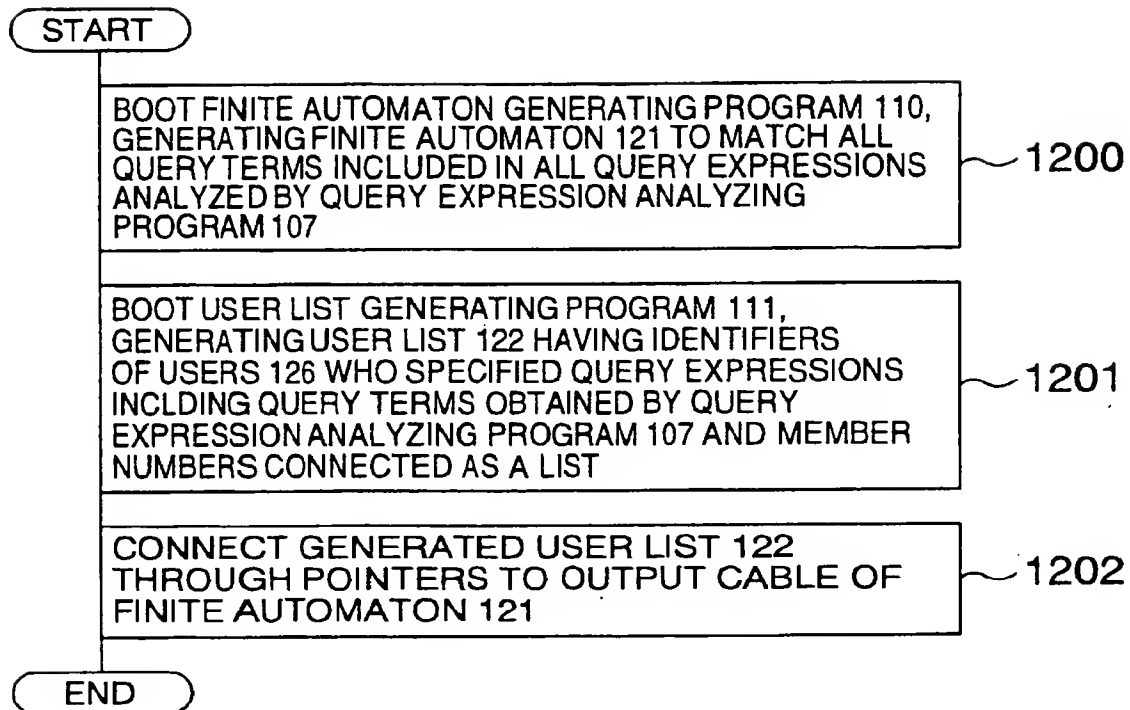 START
BOOT FINITE AUTOMATON GENERATING PROGRAM 110,
GENERATING FINITE AUTOMATON 121 TO MATCH ALL
QUERY TERMS INCLUDED IN ALL QUERY EXPRESSIONS
ANALYZED BY QUERY EXPRESSION ANALYZING
PROGRAM 107
1200
BOOT USER LIST GENERATING PROGRAM 111,
GENERATING USER LIST 122 HAVING IDENTIFIERS
OF USERS 126 WHO SPECIFIED QUERY EXPRESSIONS
INCLDING QUERY TERMS OBTAINED BY QUERY
EXPRESSION ANALYZING PROGRAM 107 AND MEMBER
NUMBERS CONNECTED AS A LIST
1201
CONNECT GENERATED USER LIST 122
THROUGH POINTERS TO OUTPUT CABLE OF
FINITE AUTOMATON 121
1202
END